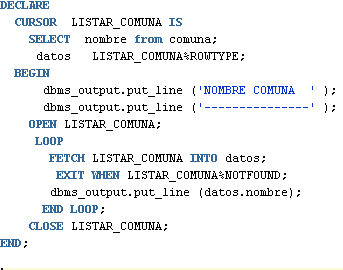 DECLARE
CURSOR LISTAR_COMUNA IS
SELECT nombre from comuna;
datos LISTAR_COMUNA%ROWTYPE;
BEGIN
dbms_output.put_line ('NOMBRE COMUNA ' );
dbms_output.put_line ('---------------' );
OPEN LISTAR_COMUNA;
LOOP
FETCH LISTAR_COMUNA INTO datos;
EXIT WHEN LISTAR_COMUNA%NOTFOUND;
dbms_output.put_line (datos.nombre);
END LOOP;
CLOSE LISTAR_COMUNA;
END;